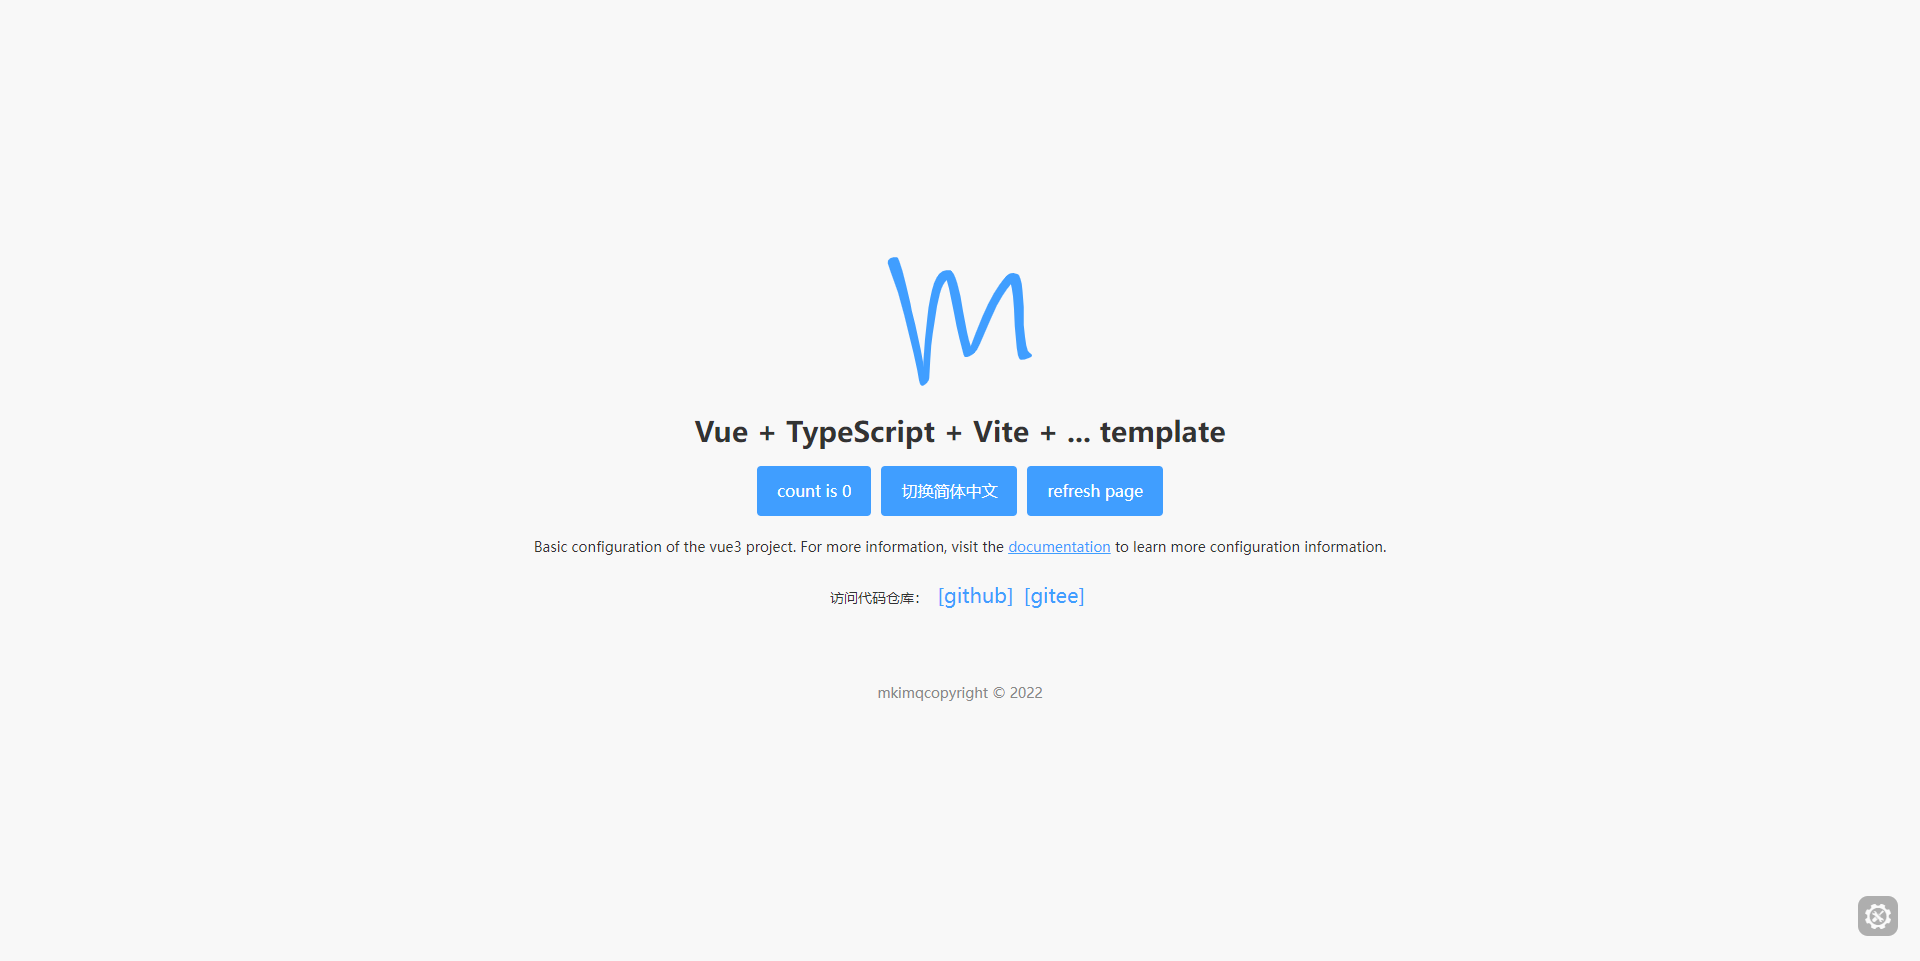 Vue + TypeScript + Vite + ... template
count is 0 切换简体中文 refresh page
Basic configuration of the vue3 project. For more information, visit the documentation to learn more configuration information.
访问代码仓库： [github] [gitee]
mkimqcopyright © 2022